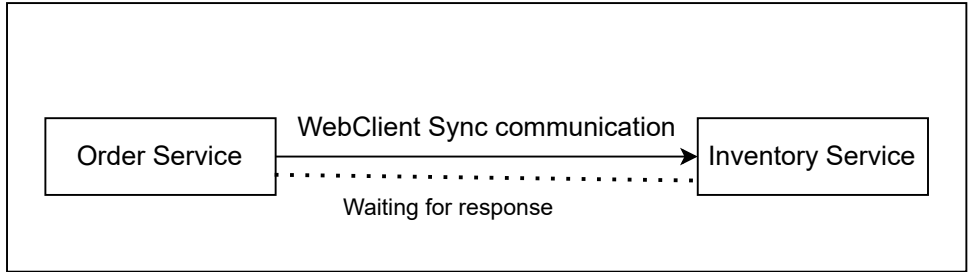 WebClient Sync communication
Order Service
Inventory Service
Waiting for response